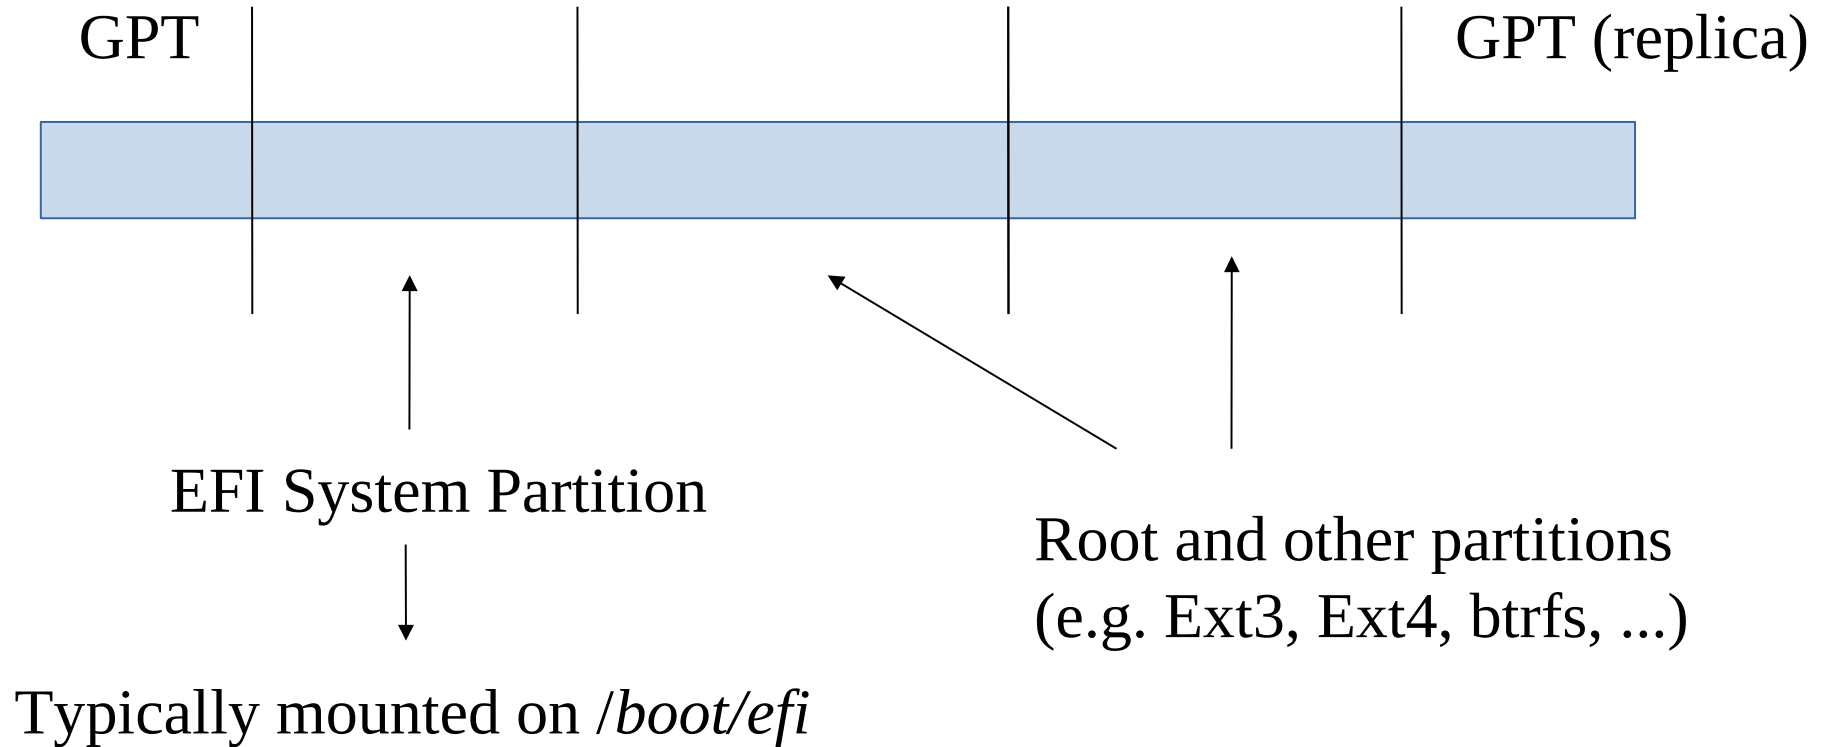 GPT
GPT (replica)
EFI System Partition
Root and other partitions
(e.g. Ext3, Ext4, btrfs, ...)
Typically mounted on /boot/efi